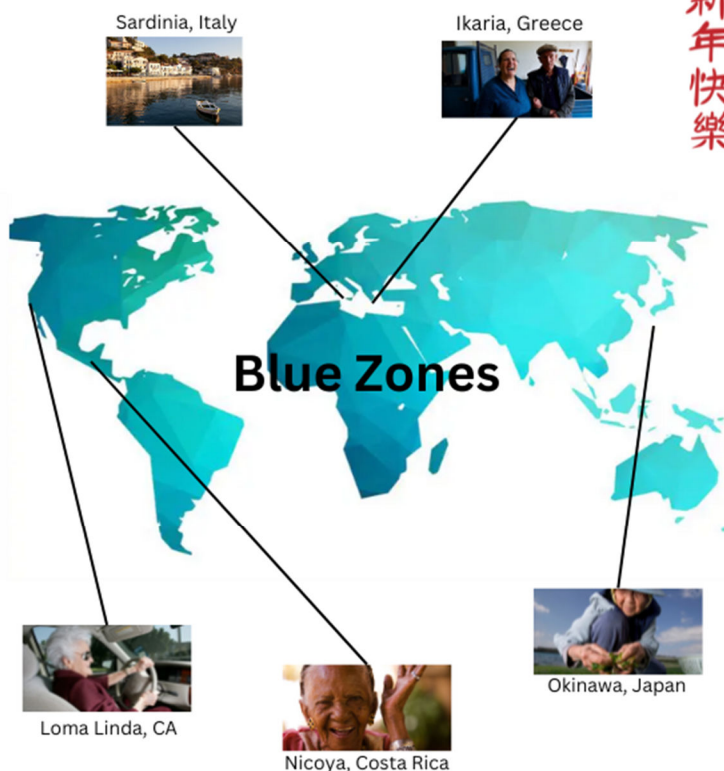 Sardinia, Italy
Ikaria, Greece
新年快樂
Blue Zones
Okinawa, Japan
Loma Linda, CA
Nicoya, Costa Rica